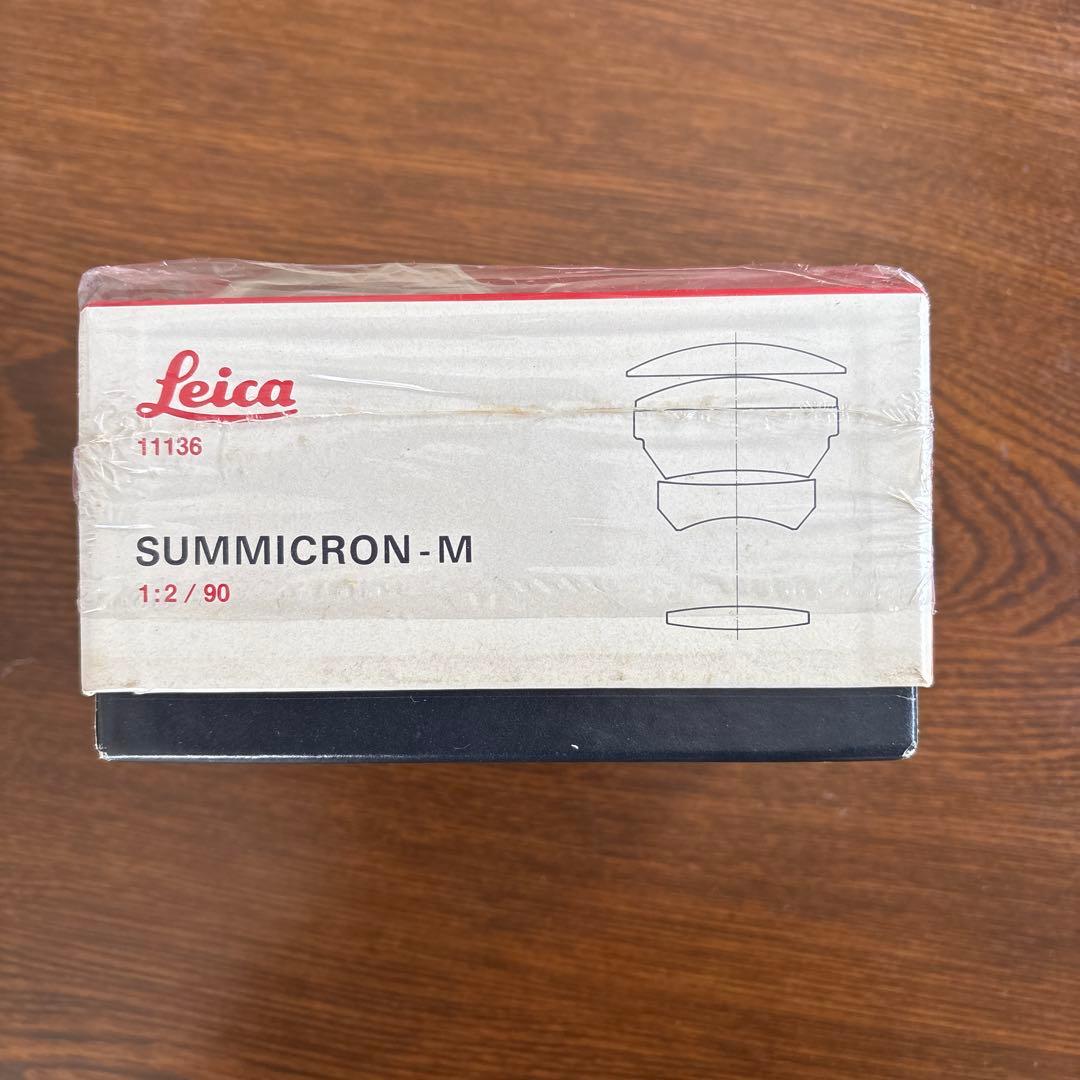 Leica
11136
SUMMICRON-M
1:2 / 90